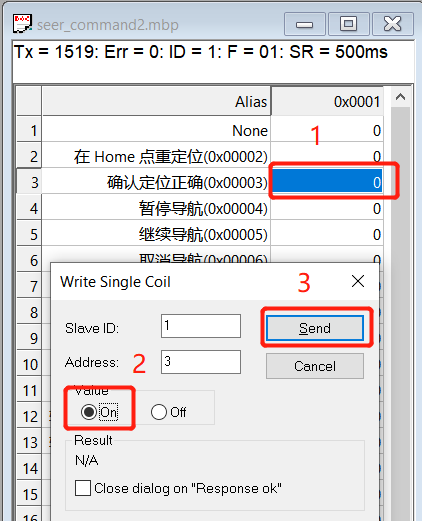 seer_command2.mbp
Tx = 1519: Err = 0: ID = 1: F = 01: SR = 500ms
Alias 0x0001
1 None 0
1
2 在 Home 点重定位(0x00002) 0
3 确认定位正确(0x00003) 0
4 暂停导航(0x00004) 0
5 继续导航(0x00005) 0
6 取消导航(0x00006) 0
7
8
9
10
11
12
13
14
15
16
Write Single Coil
3
Slave ID: 1
Send
Address: 3
2
Cancel
Value
On Off
Result
N/A
Close dialog on "Response ok"